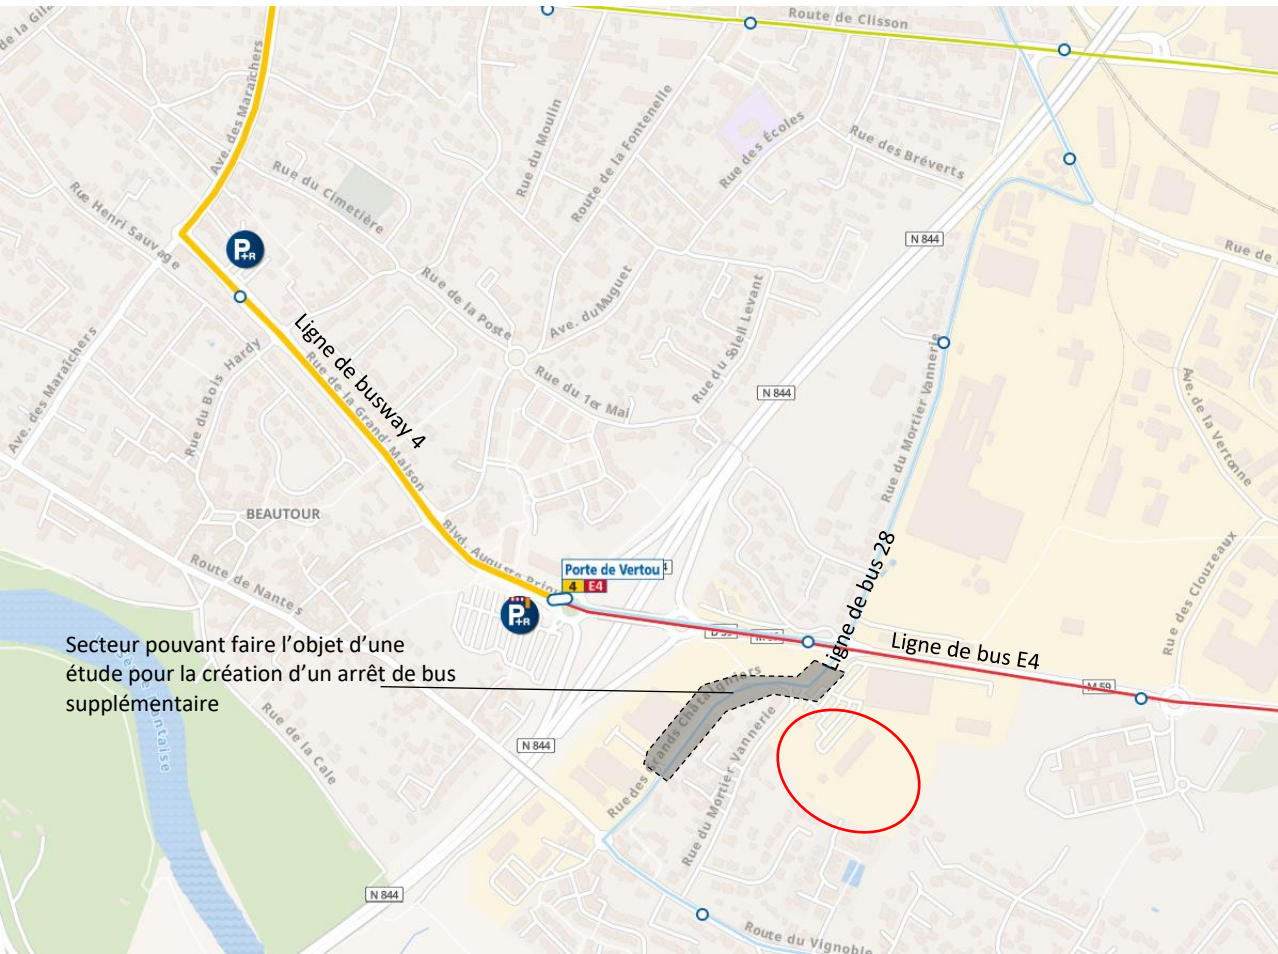 de la Gila
Route de Clisson
Ave. des Maraîchers
Rue du Moulin
Route de la Fontenelle
Rue des Écoles
Rue des Bréverts
Rue du Cimetière
Rue Henri Sauvage
P+R
N 844
Rue de
Rue de la Poste
Ave. du Muguet
Rue du Soleil Levant
Ligne de busway 4
Rue du Bois Hardy
Ave. des Maraîchers
Rue de la Grand' Maison
Rue du 1er Mai
N 844
Rue du Mortier Vannerie
Ave. de la Vertonne
BEAUTOUR
Blvd. Auguste Priou
Route de Nantes
Porte de Vertou
4 E4
P+R
Ligne de bus 28
Rue des Clouzeaux
Ligne de bus E4
M 59
Secteur pouvant faire l'objet d'une
étude pour la création d'un arrêt de bus
supplémentaire
Rue de la Cale
Rue des Grands Châtaigniers
Rue du Mortier Vannerie
N 844
N 844
Route du Vignoble